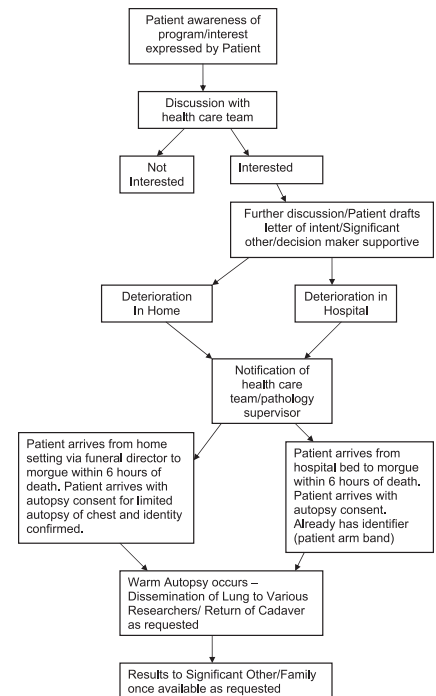 Patient awareness of
program/interest
expressed by Patient
Discussion with
health care team
Not
Interested
Interested
Further discussion/Patient drafts
letter of intent/Significant
other/decision maker supportive
Deterioration
In Home
Deterioration in
Hospital
Notification of
health care
team/pathology
supervisor
Patient arrives from home
setting via funeral director to
morgue within 6 hours of
death. Patient arrives with
autopsy consent for limited
autopsy of chest and identity
confirmed.
Patient arrives from
hospital bed to morgue
within 6 hours of death.
Patient arrives with
autopsy consent.
Already has identifier
(patient arm band)
Warm Autopsy occurs –
Dissemination of Lung to Various
Researchers/ Return of Cadaver
as requested
Results to Significant Other/Family
once available as requested